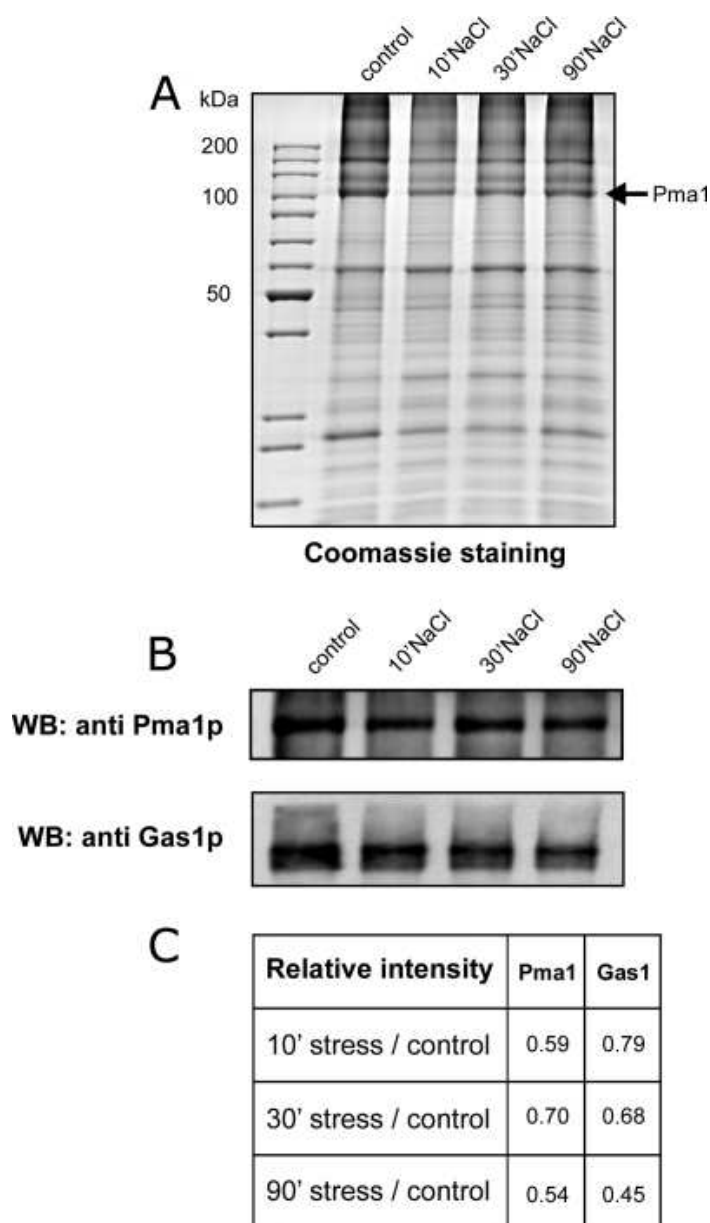 A
kDa
control
10'NaCl
30'NaCl
90'NaCl
200
100
50
Pma1
Coomassie staining
B
control
10'NaCl
30'NaCl
90'NaCl
WB: anti Pma1p
WB: anti Gas1p
C
Relative intensity Pma1 Gas1
10' stress / control 0.59 0.79
30' stress / control 0.70 0.68
90' stress / control 0.54 0.45